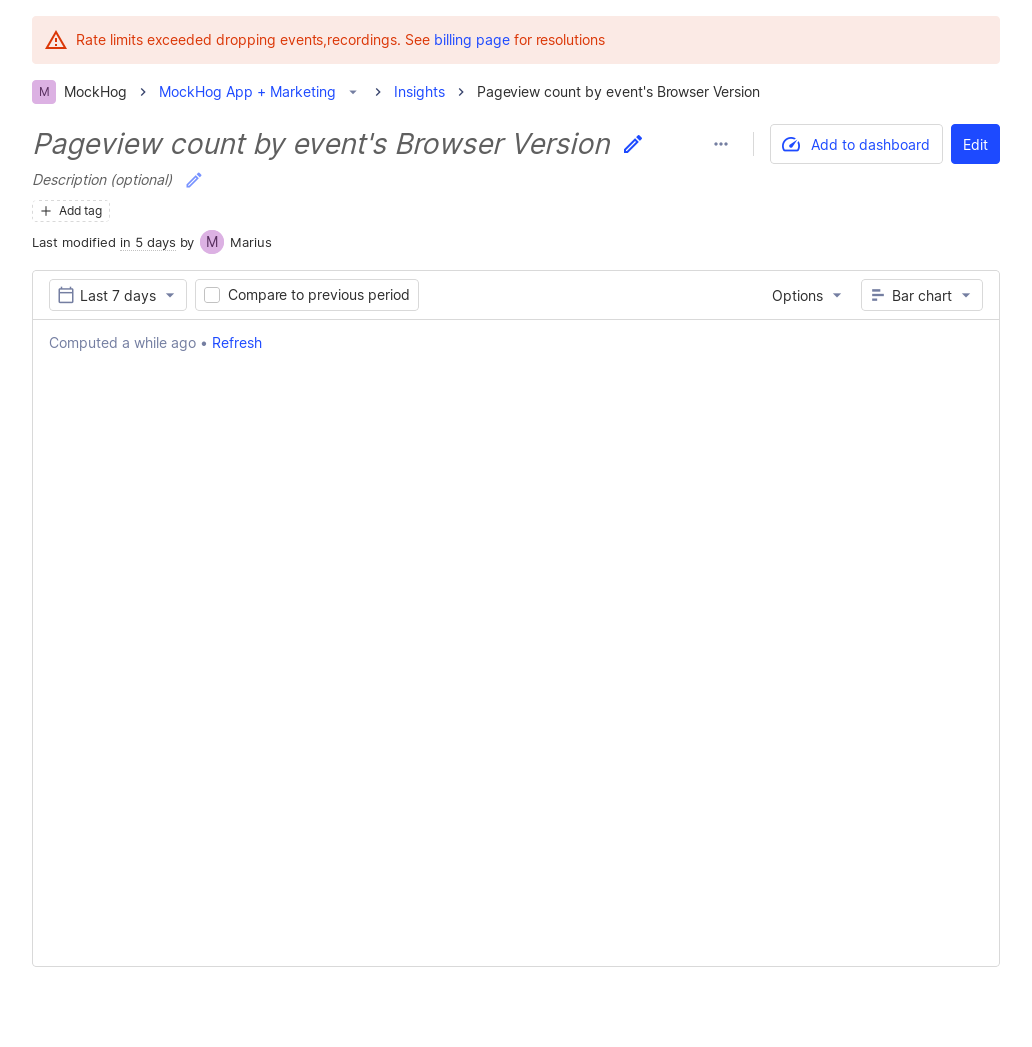 Rate limits exceeded dropping events,recordings. See billing page for resolutions
M MockHog MockHog App + Marketing Insights Pageview count by event's Browser Version
Pageview count by event's Browser Version
Add to dashboard
Edit
Description (optional)
Add tag
Last modified in 5 days by M Marius
Last 7 days
Compare to previous period
Options
Bar chart
Computed a while ago • Refresh